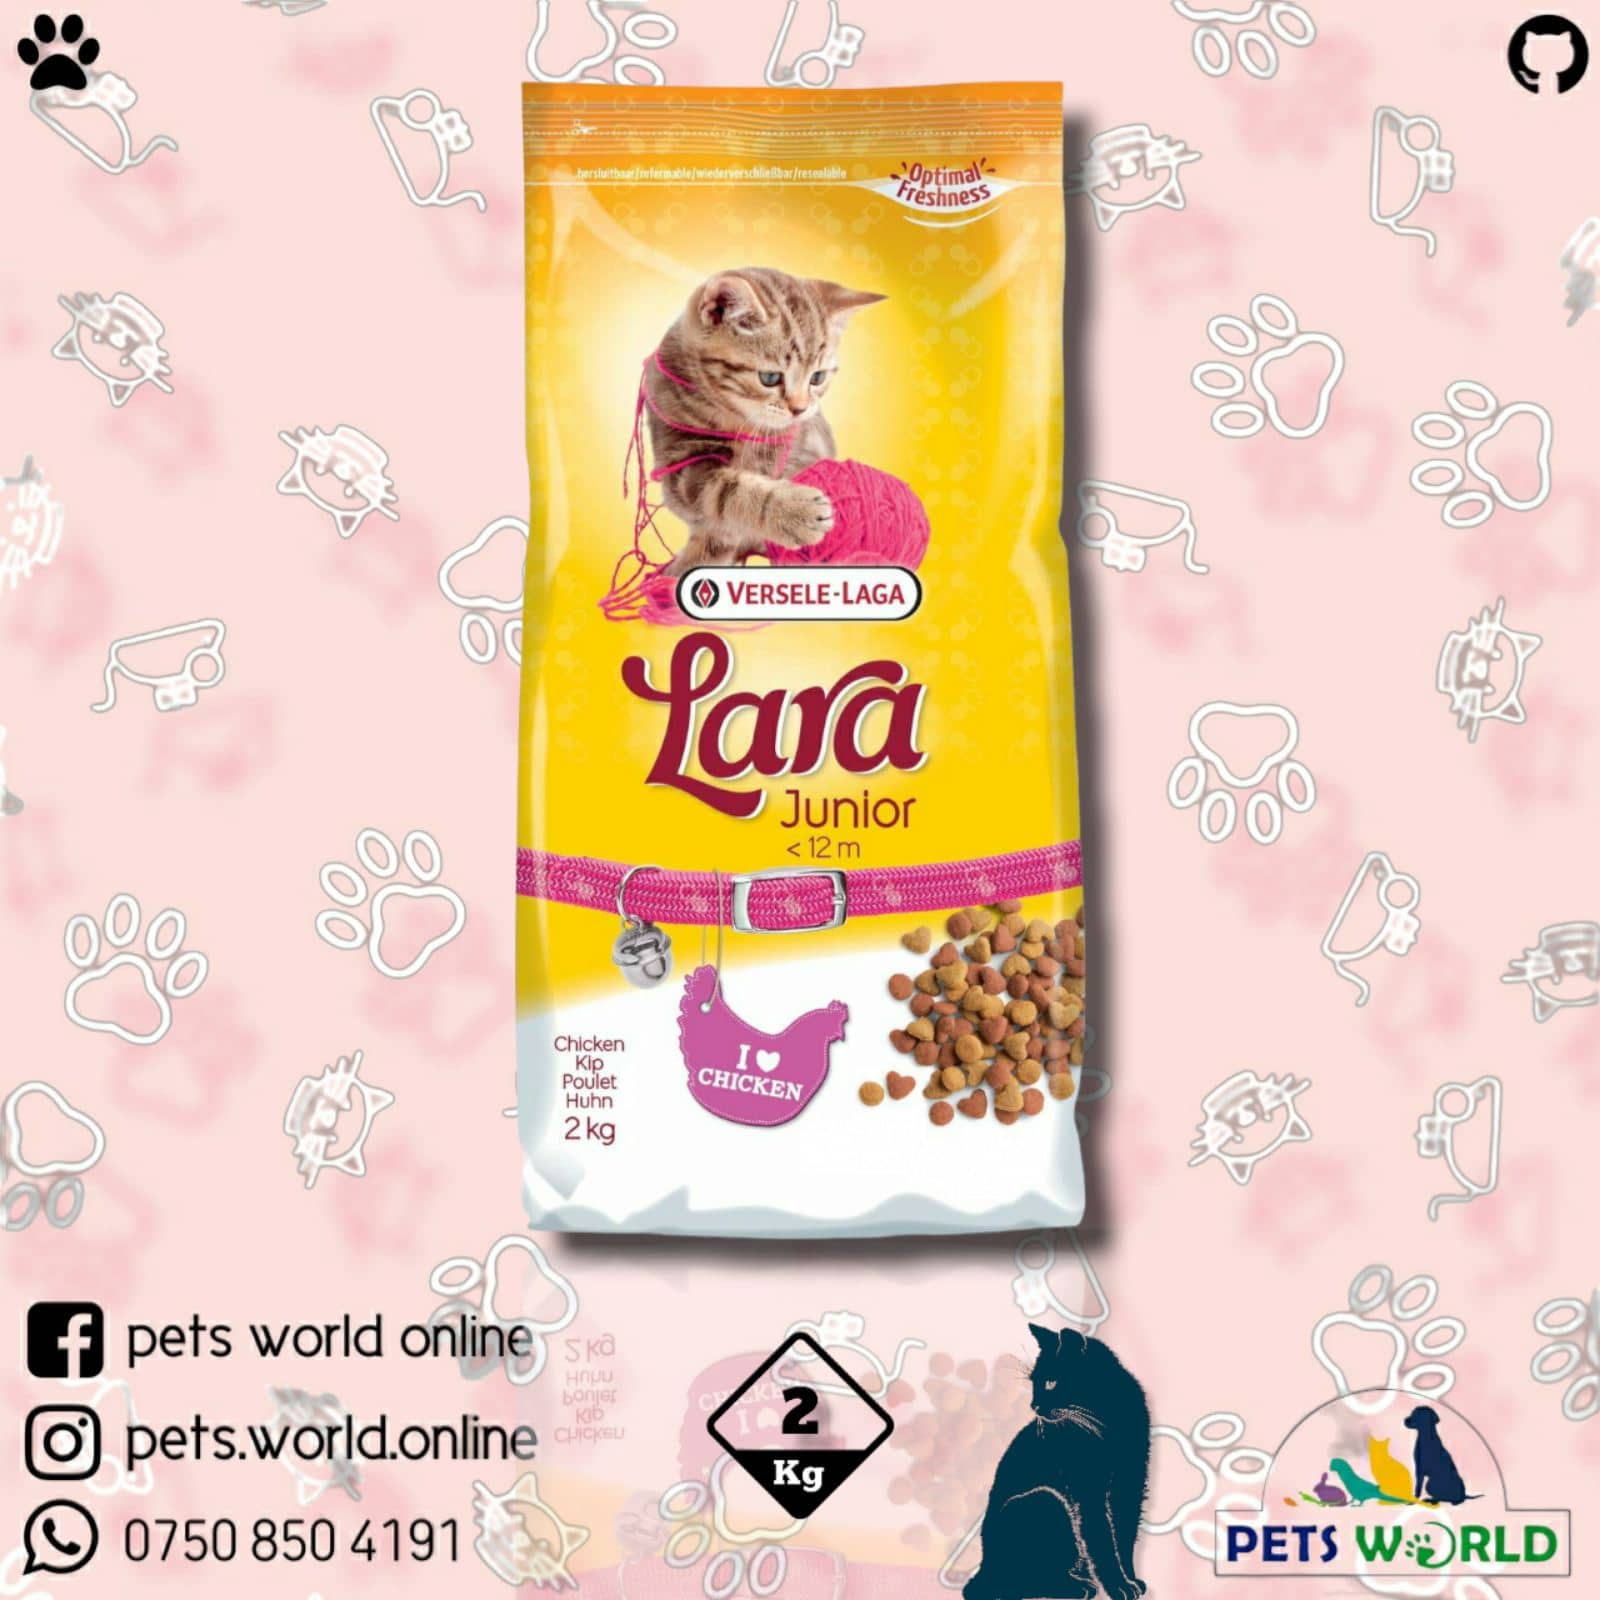 hersluitbaar/refermable/wiederverschließbar/resealable
Optimal
Freshness
VERSELE-LAGA
Lara
Junior
< 12 m
I ♥
CHICKEN
Chicken
Kip
Poulet
Huhn
2 kg
pets world online
pets.world.online
0750 850 4191
2
Kg
PETS WORLD